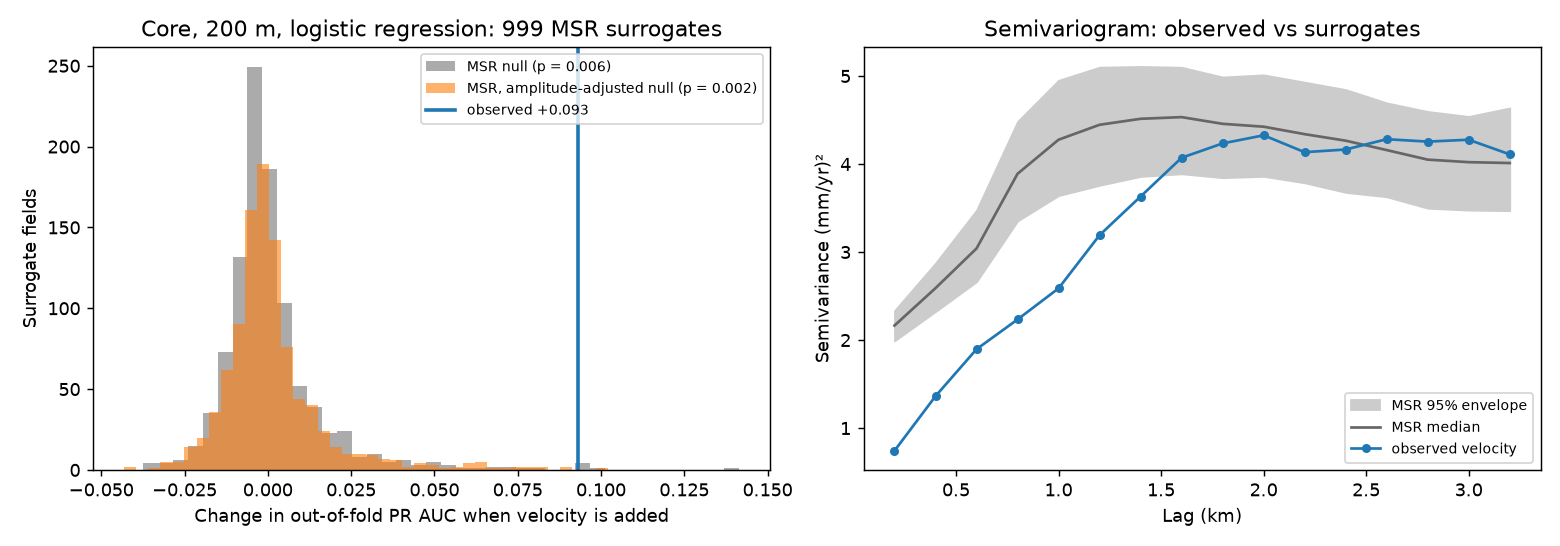 Core, 200 m, logistic regression: 999 MSR surrogates
MSR null (p = 0.006)
MSR, amplitude-adjusted null (p = 0.002)
observed +0.093
250
200
150
100
50
0
Surrogate fields
−0.050 −0.025 0.000 0.025 0.050 0.075 0.100 0.125 0.150
Change in out-of-fold PR AUC when velocity is added
Semivariogram: observed vs surrogates
5
4
3
2
1
Semivariance (mm/yr)²
MSR 95% envelope
MSR median
observed velocity
0.5 1.0 1.5 2.0 2.5 3.0
Lag (km)